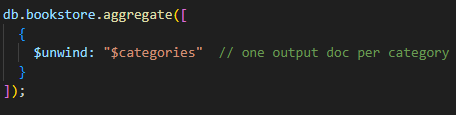 db.bookstore.aggregate([
  {
    $unwind: "$categories"  // one output doc per category
  }
]);